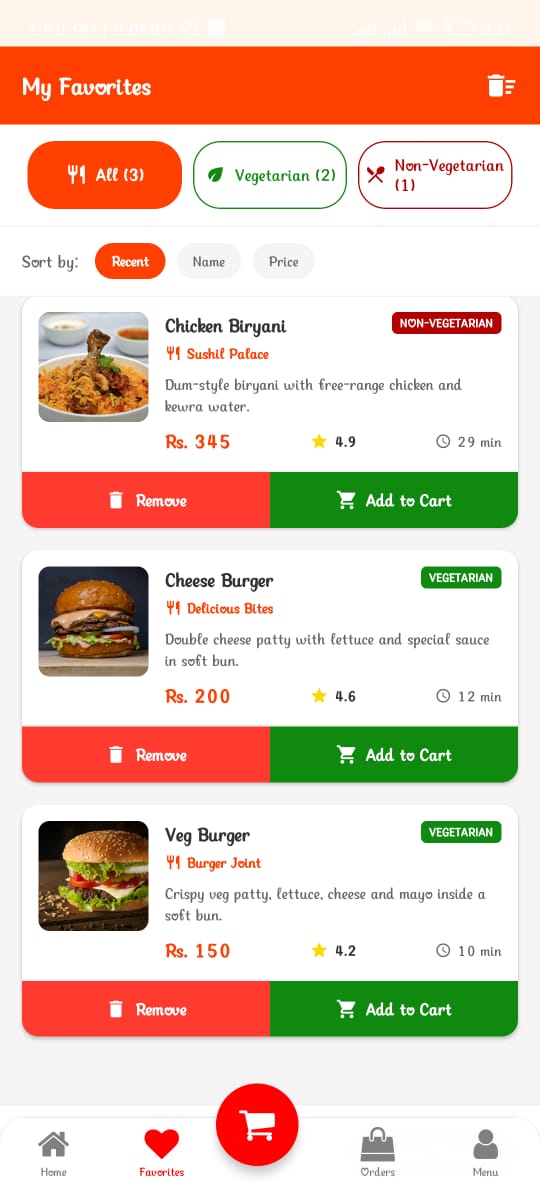 My Favorites
All (3)
Vegetarian (2)
Non-Vegetarian
(1)
Sort by:
Recent
Name
Price
Chicken Biryani
NON-VEGETARIAN
Sushil Palace
Dum-style biryani with free-range chicken and
kewra water.
Rs. 345
4.9
29 min
Remove
Add to Cart
Cheese Burger
VEGETARIAN
Delicious Bites
Double cheese patty with lettuce and special sauce
in soft bun.
Rs. 200
4.6
12 min
Remove
Add to Cart
Veg Burger
VEGETARIAN
Burger Joint
Crispy veg patty, lettuce, cheese and mayo inside a
soft bun.
Rs. 150
4.2
10 min
Remove
Add to Cart
Home
Favorites
Orders
Menu